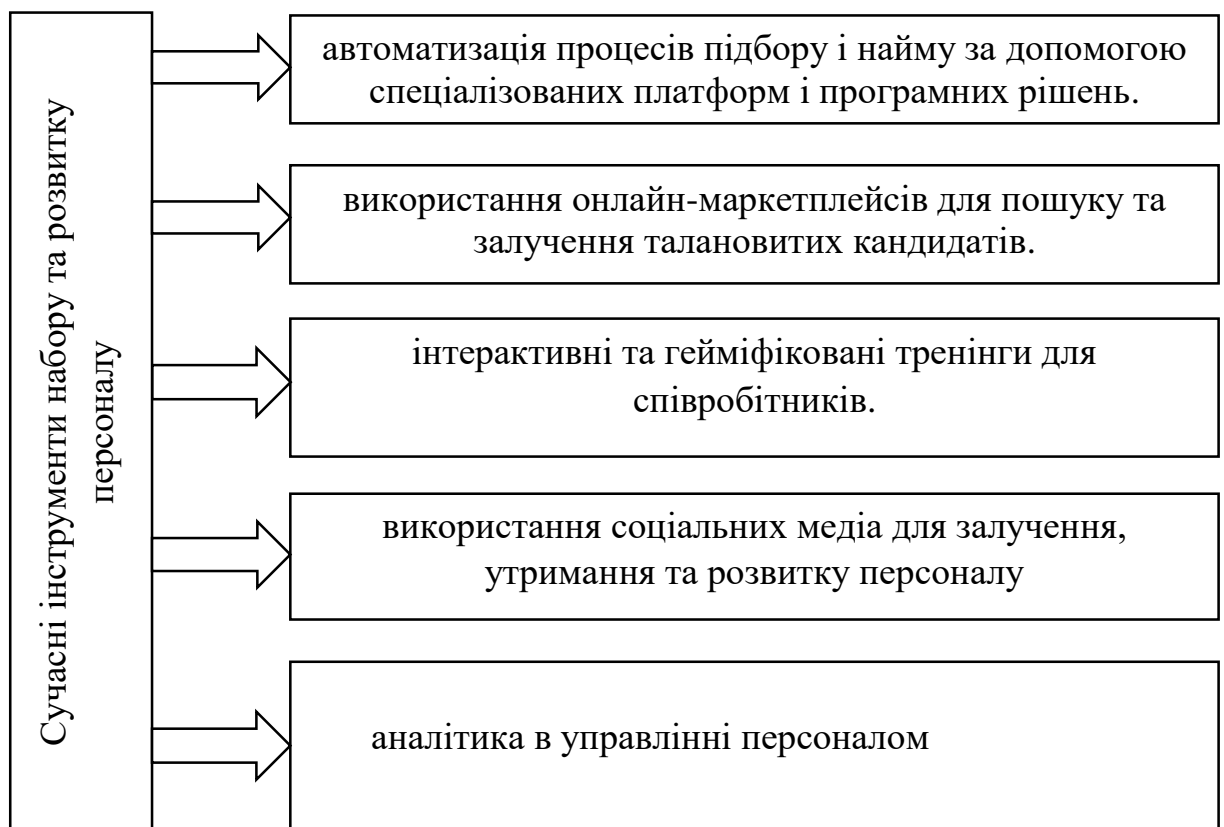 Сучасні інструменти набору та розвитку
персоналу
автоматизація процесів підбору і найму за допомогою
спеціалізованих платформ і програмних рішень.
використання онлайн-маркетплейсів для пошуку та
залучення талановитих кандидатів.
інтерактивні та гейміфіковані тренінги для
співробітників.
використання соціальних медіа для залучення,
утримання та розвитку персоналу
аналітика в управлінні персоналом